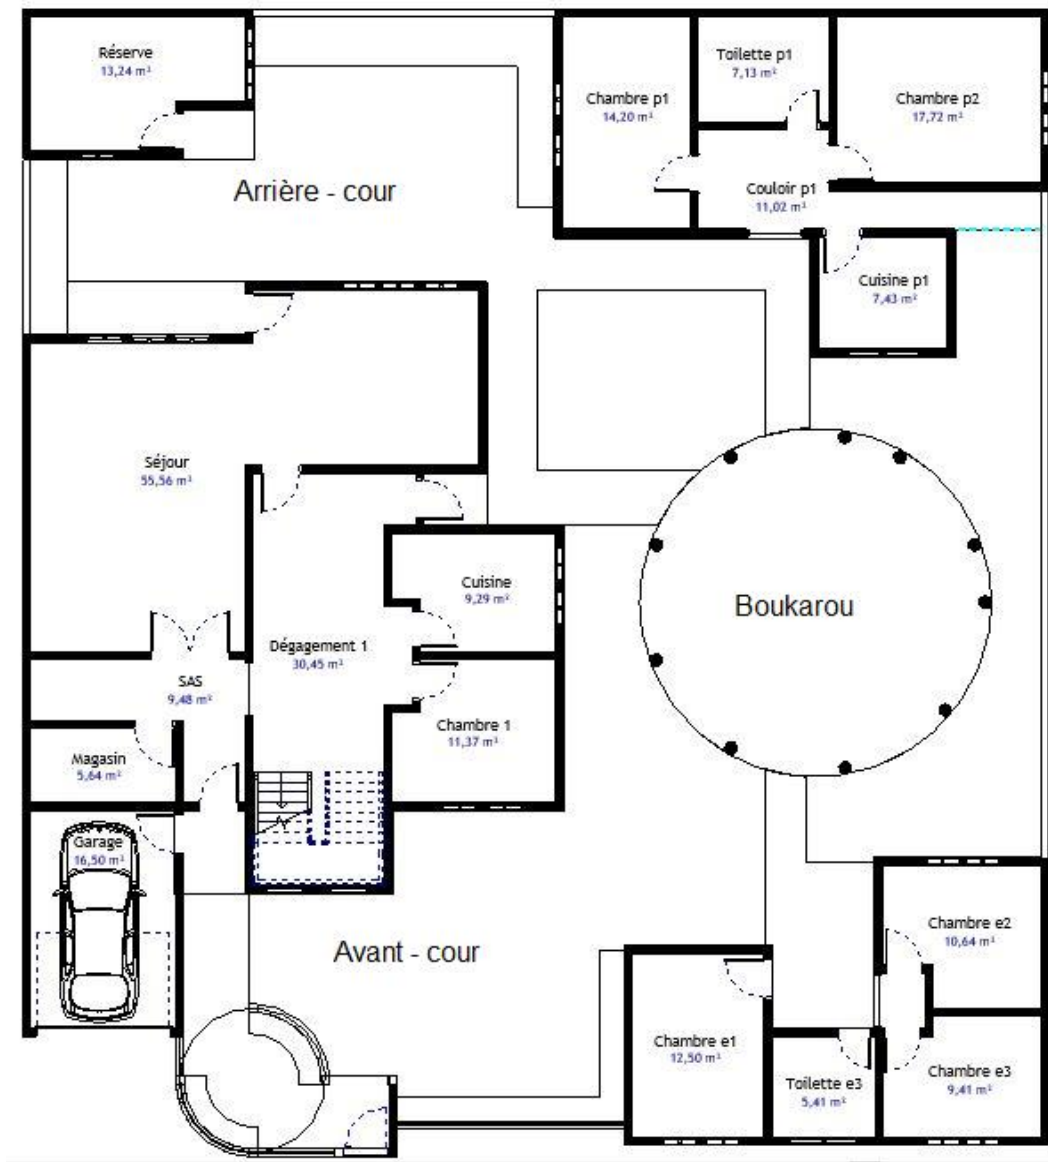 Réserve
13,24 m²
Toilette p1
7,13 m²
Chambre p1
14,20 m²
Chambre p2
17,72 m²
Arrière - cour
Couloir p1
11,02 m²
Cuisine p1
7,43 m²
Séjour
55,56 m²
Cuisine
9,29 m²
Boukarou
Dégagement 1
30,45 m²
SAS
9,48 m²
Chambre 1
11,37 m²
Magasin
5,64 m²
Garage
16,50 m²
Avant - cour
Chambre e2
10,64 m²
Chambre e1
12,50 m²
Toilette e3
5,41 m²
Chambre e3
9,41 m²